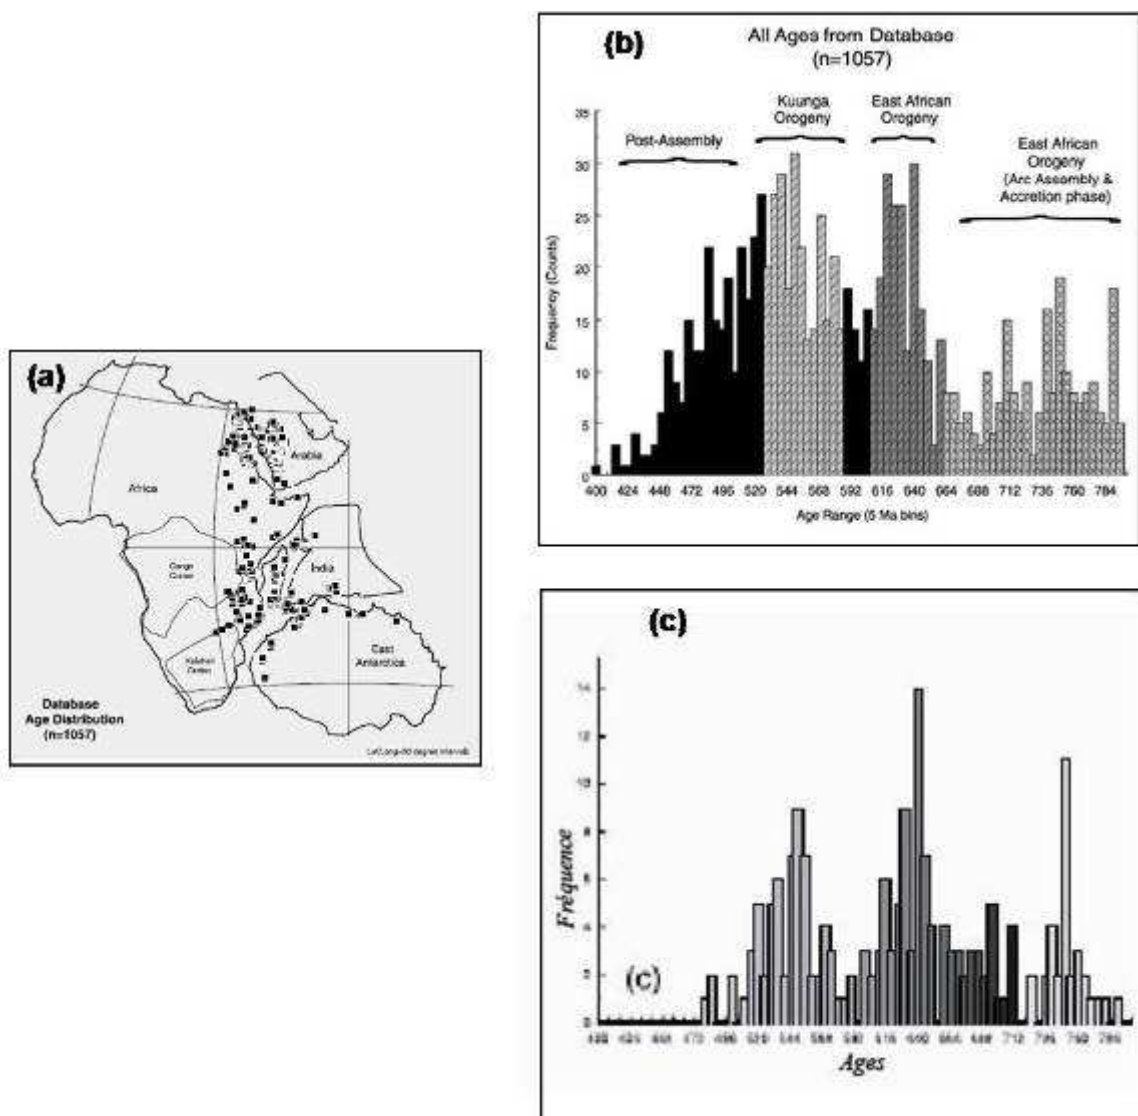 (a)
Arabia
Africa
Congo
Craton
India
Kalahari
Craton
East
Antarctica
Database
Age Distribution
(n=1057)
(b)
All Ages from Database
(n=1057)
Kuunga
Orogeny
East African
Orogeny
Post-Assembly
East African
Orogeny
(Arc Assembly &
Accretion phase)
Frequency (Counts)
35
30
25
20
15
10
5
0
400 424 448 472 496 520 544 568 592 616 640 664 688 712 736 760 784
Age Range (5 Ma bins)
(c)
Fréquence
14
(c)
Ages